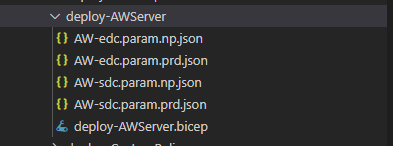 deploy-AWServer
AW-edc.param.np.json
AW-edc.param.prd.json
AW-sdc.param.np.json
AW-sdc.param.prd.json
deploy-AWServer.bicep